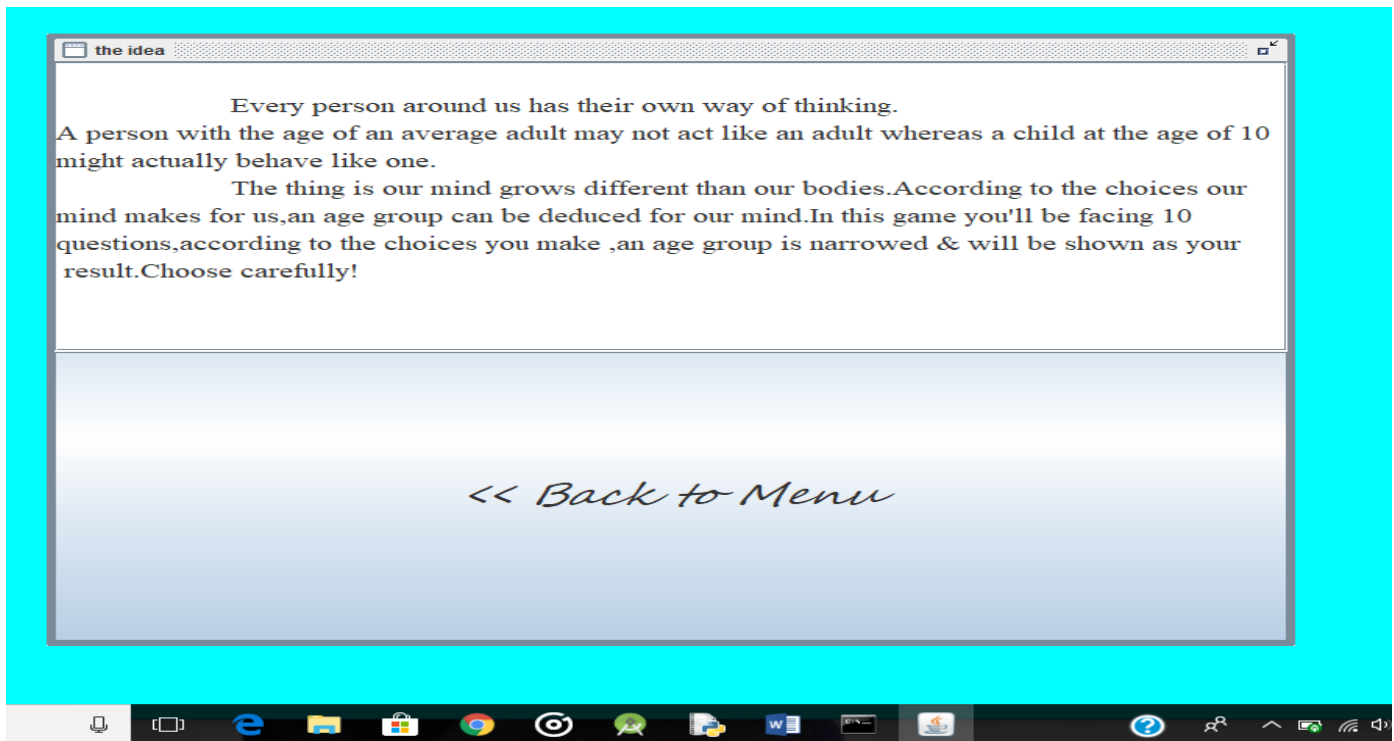 the idea
Every person around us has their own way of thinking.
A person with the age of an average adult may not act like an adult whereas a child at the age of 10
might actually behave like one.
The thing is our mind grows different than our bodies.According to the choices our
mind makes for us,an age group can be deduced for our mind.In this game you'll be facing 10
questions,according to the choices you make ,an age group is narrowed & will be shown as your
result.Choose carefully!
<< Back to Menu